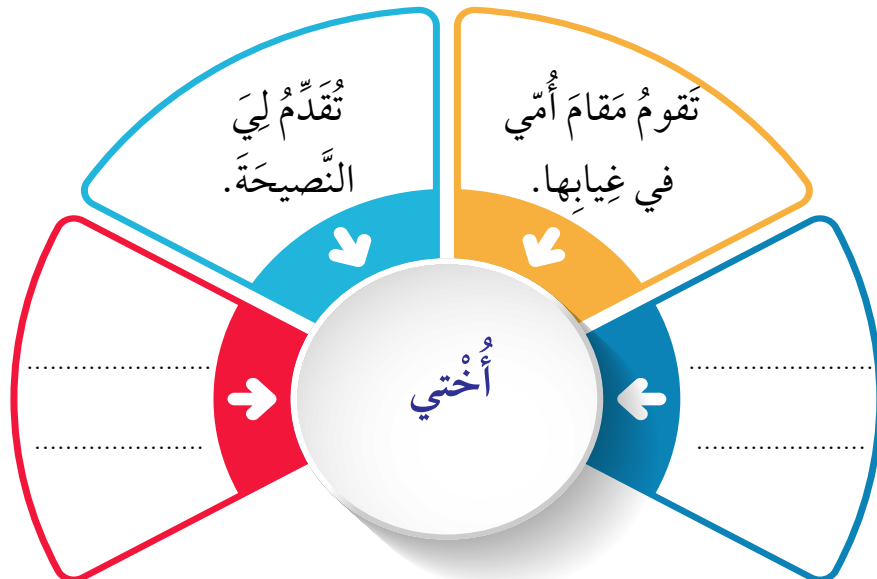 تَقومُ مَقامَ أُمّي
في غِيابِها.
تُقَدِّمُ لِيَ
النَّصيحَةَ.
أُخْتي